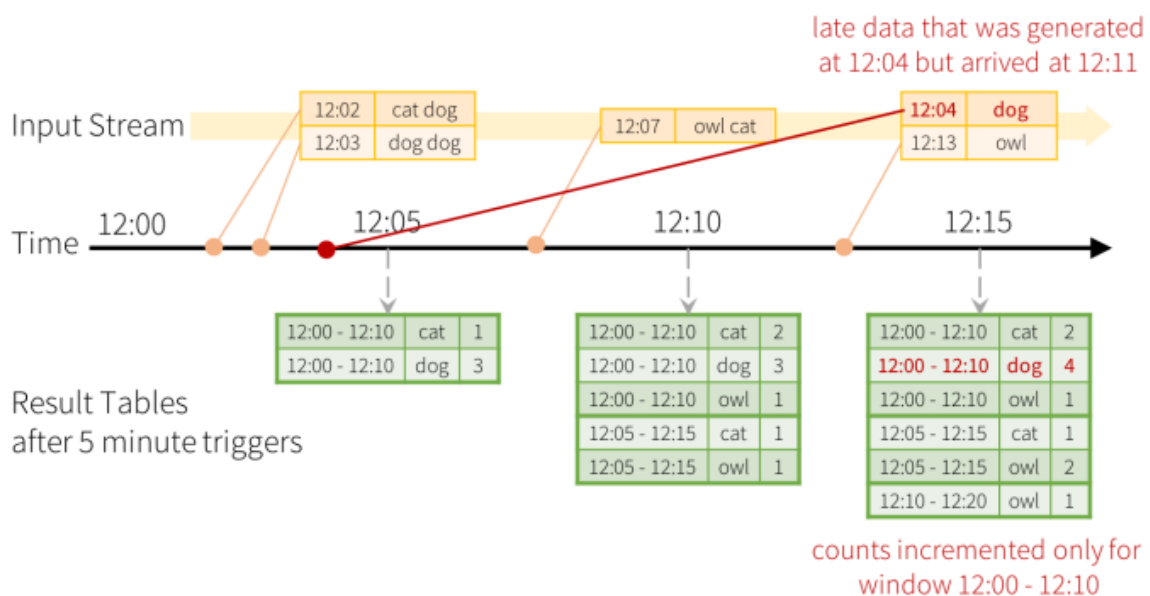 late data that was generated
at 12:04 but arrived at 12:11
Input Stream
12:02 cat dog
12:03 dog dog
12:07 owl cat
12:04 dog
12:13 owl
Time
12:00 12:05 12:10 12:15
12:00 - 12:10 cat 1
12:00 - 12:10 dog 3
12:00 - 12:10 cat 2
12:00 - 12:10 dog 3
12:00 - 12:10 owl 1
12:05 - 12:15 cat 1
12:05 - 12:15 owl 1
12:00 - 12:10 cat 2
12:00 - 12:10 dog 4
12:00 - 12:10 owl 1
12:05 - 12:15 cat 1
12:05 - 12:15 owl 2
12:10 - 12:20 owl 1
Result Tables
after 5 minute triggers
counts incremented only for
window 12:00 - 12:10